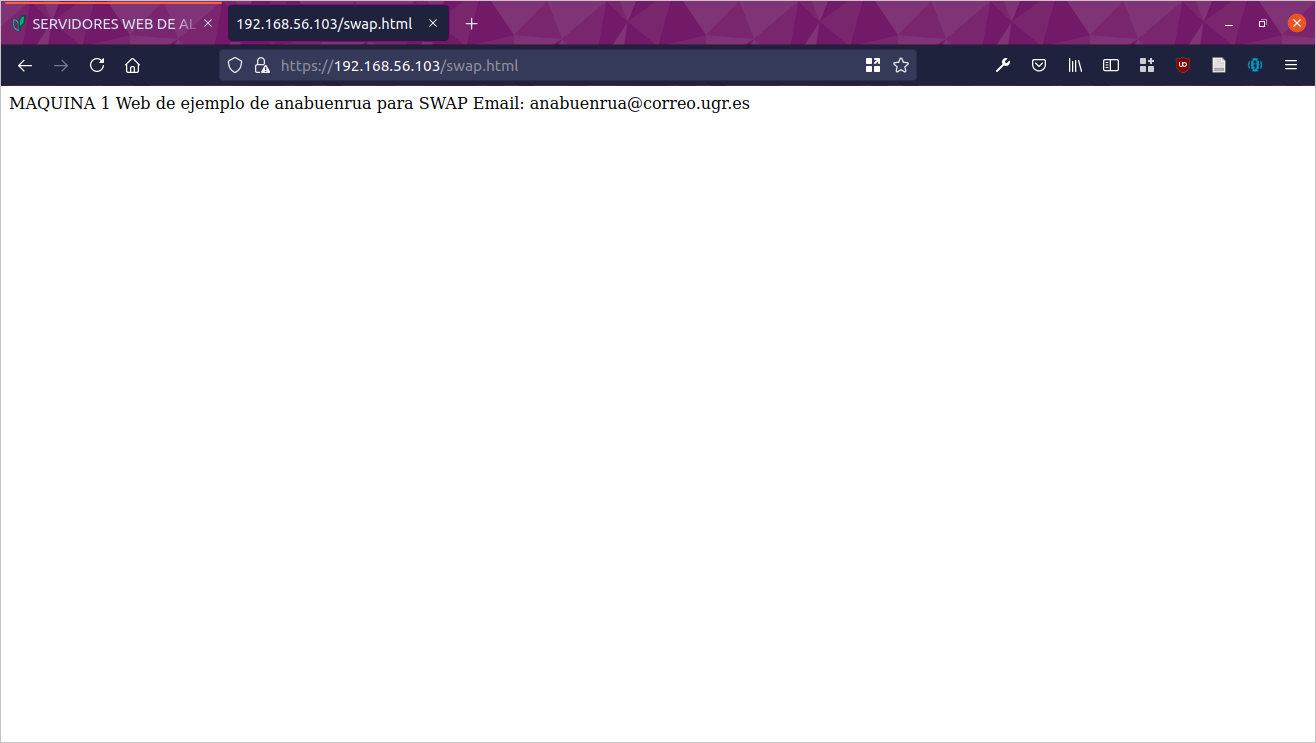 SERVIDORES WEB DE AL
192.168.56.103/swap.html
https://192.168.56.103/swap.html
MAQUINA 1 Web de ejemplo de anabuenrua para SWAP Email: anabuenrua@correo.ugr.es